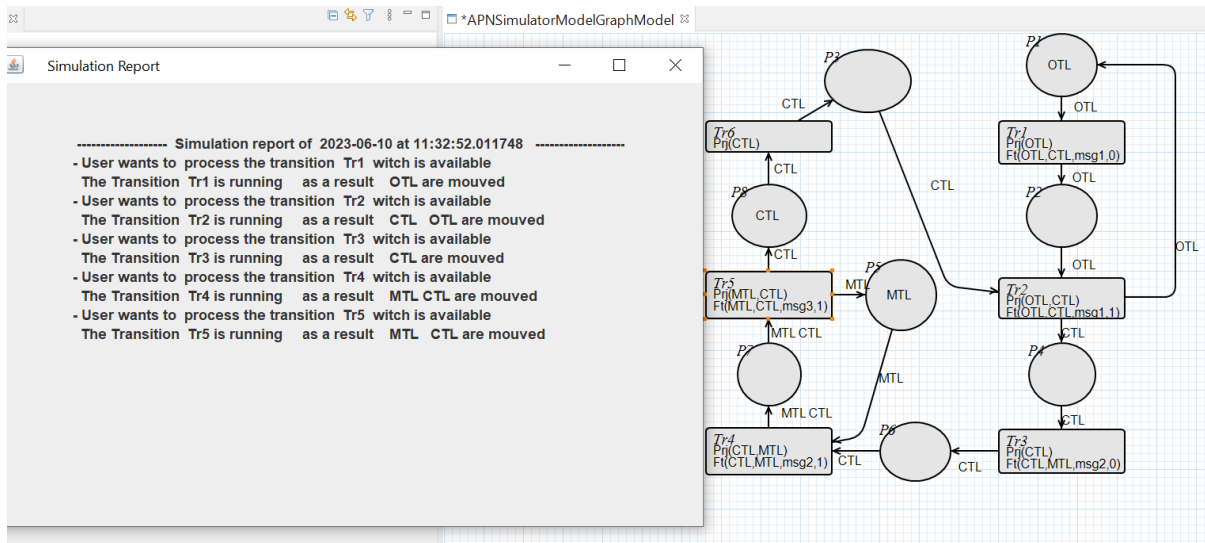 *APNSimulatorModelGraphModel
Simulation Report
------------------- Simulation report of 2023-06-10 at 11:32:52.011748 -------------------
- User wants to process the transition Tr1 witch is available
The Transition Tr1 is running as a result OTL are mouved
- User wants to process the transition Tr2 witch is available
The Transition Tr2 is running as a result CTL OTL are mouved
- User wants to process the transition Tr3 witch is available
The Transition Tr3 is running as a result CTL are mouved
- User wants to process the transition Tr4 witch is available
The Transition Tr4 is running as a result MTL CTL are mouved
- User wants to process the transition Tr5 witch is available
The Transition Tr5 is running as a result MTL CTL are mouved
P3
CTL
Tr6
Prj(CTL)
CTL
P8
CTL
CTL
Tr5
Prj(MTL,CTL)
Ft(MTL,CTL,msg3,1)
MTL
P5
MTL
MTL CTL
P7
MTL
MTL CTL
Tr4
Prj(CTL,MTL)
Ft(CTL,MTL,msg2,1)
CTL
P6
CTL
CTL
P1
OTL
OTL
Tr1
Prj(OTL)
Ft(OTL,CTL,msg1,0)
OTL
P2
OTL
OTL
Tr2
Prj(OTL,CTL)
Ft(OTL,CTL,msg1,1)
CTL
P4
CTL
Tr3
Prj(CTL)
Ft(CTL,MTL,msg2,0)